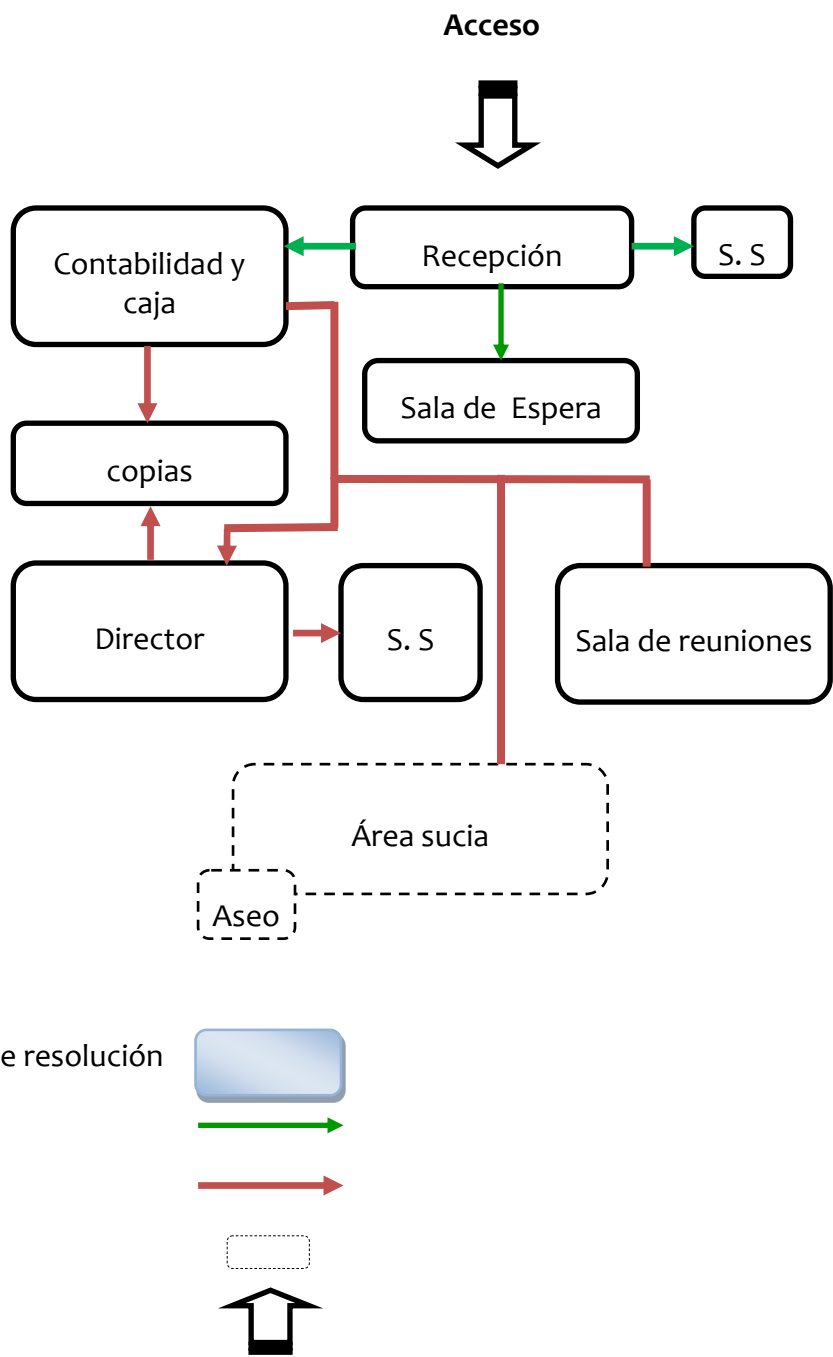 Acceso
Contabilidad y
caja
Recepción
S. S
Sala de Espera
copias
Director
S. S
Sala de reuniones
Área sucia
Aseo
e resolución